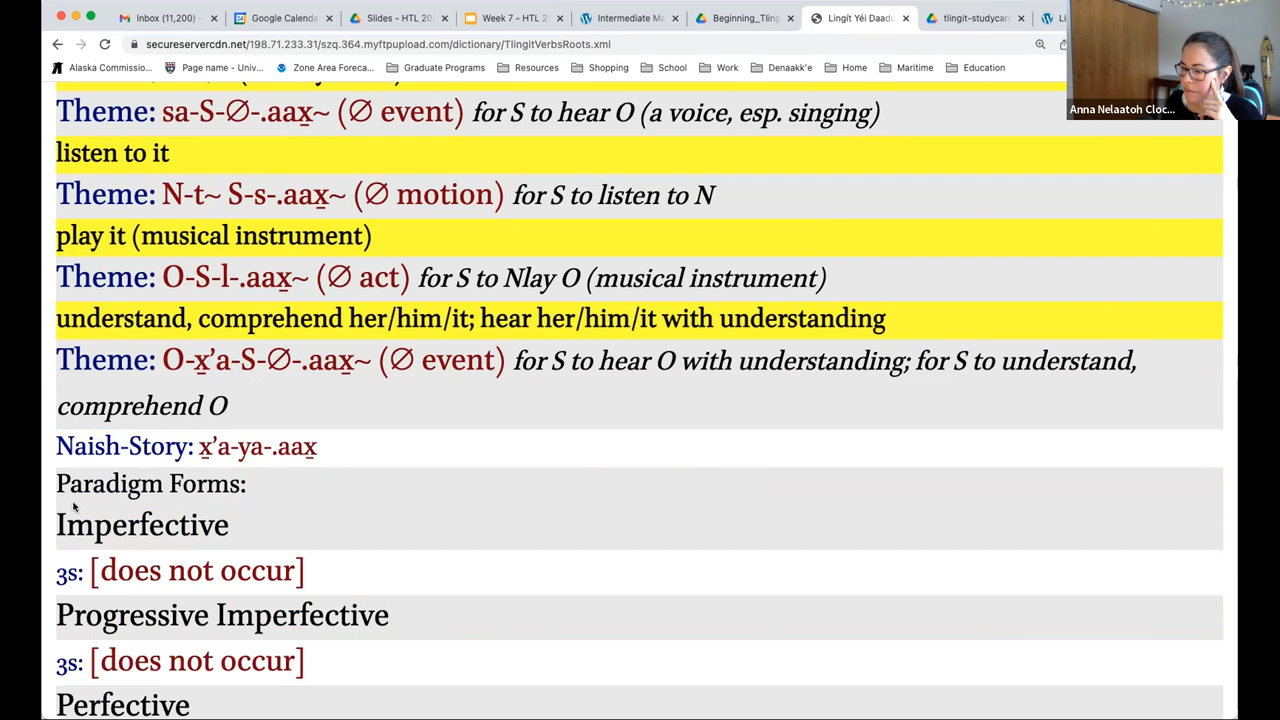 Inbox (11,200)
Google Calenda
Slides - HTL 20
Week 7 - HTL 2
Intermediate Ma
Beginning_Tling
Lingít Yéi Daadu
tlingit-studycar
Li
secureservercdn.net/198.71.233.31/szq.364.myftpupload.com/dictionary/TlingitVerbsRoots.xml
Alaska Commissio...
Page name - Univ...
Zone Area Foreca...
Graduate Programs
Resources
Shopping
School
Work
Denaakk'e
Home
Maritime
Education
Anna Nelaatoh Cloc...
Theme: sa-S-∅-.aax̱~ (∅ event) for S to hear O (a voice, esp. singing)
listen to it
Theme: N-t~ S-s-.aax̱~ (∅ motion) for S to listen to N
play it (musical instrument)
Theme: O-S-l-.aax̱~ (∅ act) for S to Nlay O (musical instrument)
understand, comprehend her/him/it; hear her/him/it with understanding
Theme: O-x̱’a-S-∅-.aax̱~ (∅ event) for S to hear O with understanding; for S to understand,
comprehend O
Naish-Story: x̱’a-ya-.aax̱
Paradigm Forms:
Imperfective
3s: [does not occur]
Progressive Imperfective
3s: [does not occur]
Perfective